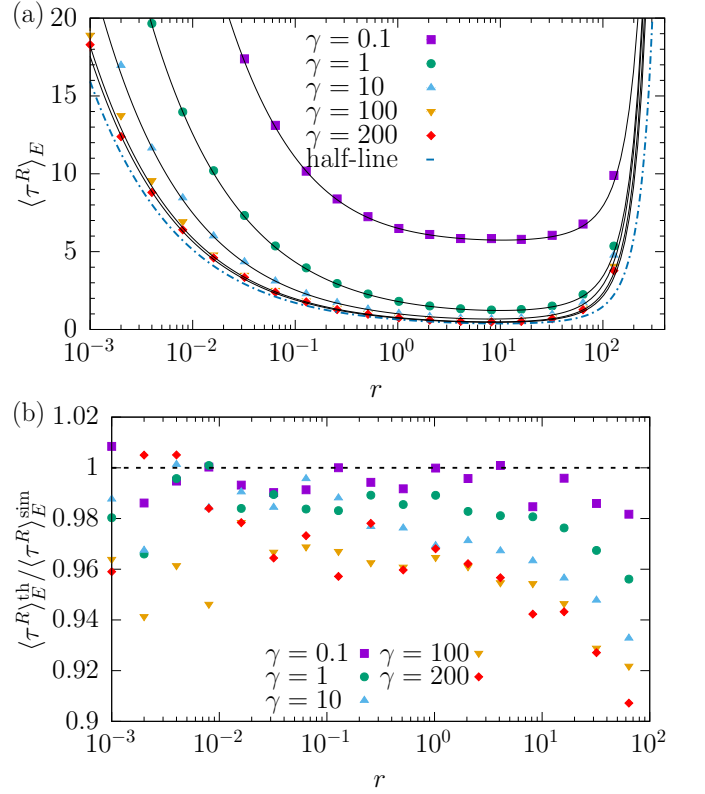 (a)
20
15
10
5
0
⟨τ^R⟩_E
γ = 0.1
γ = 1
γ = 10
γ = 100
γ = 200
half-line
10^−3 10^−2 10^−1 10^0 10^1 10^2
r
(b)
1.02
1
0.98
0.96
0.94
0.92
0.9
⟨τ^R⟩_E^th/⟨τ^R⟩_E^sim
γ = 0.1 γ = 100
γ = 1 γ = 200
γ = 10
10^−3 10^−2 10^−1 10^0 10^1 10^2
r